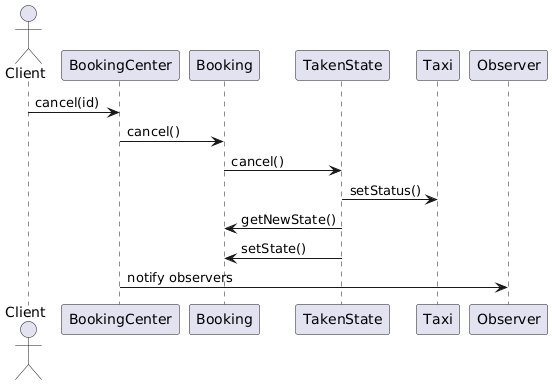 Client
BookingCenter
Booking
TakenState
Taxi
Observer
cancel(id)
cancel()
cancel()
setStatus()
getNewState()
setState()
notify observers
Client
BookingCenter
Booking
TakenState
Taxi
Observer